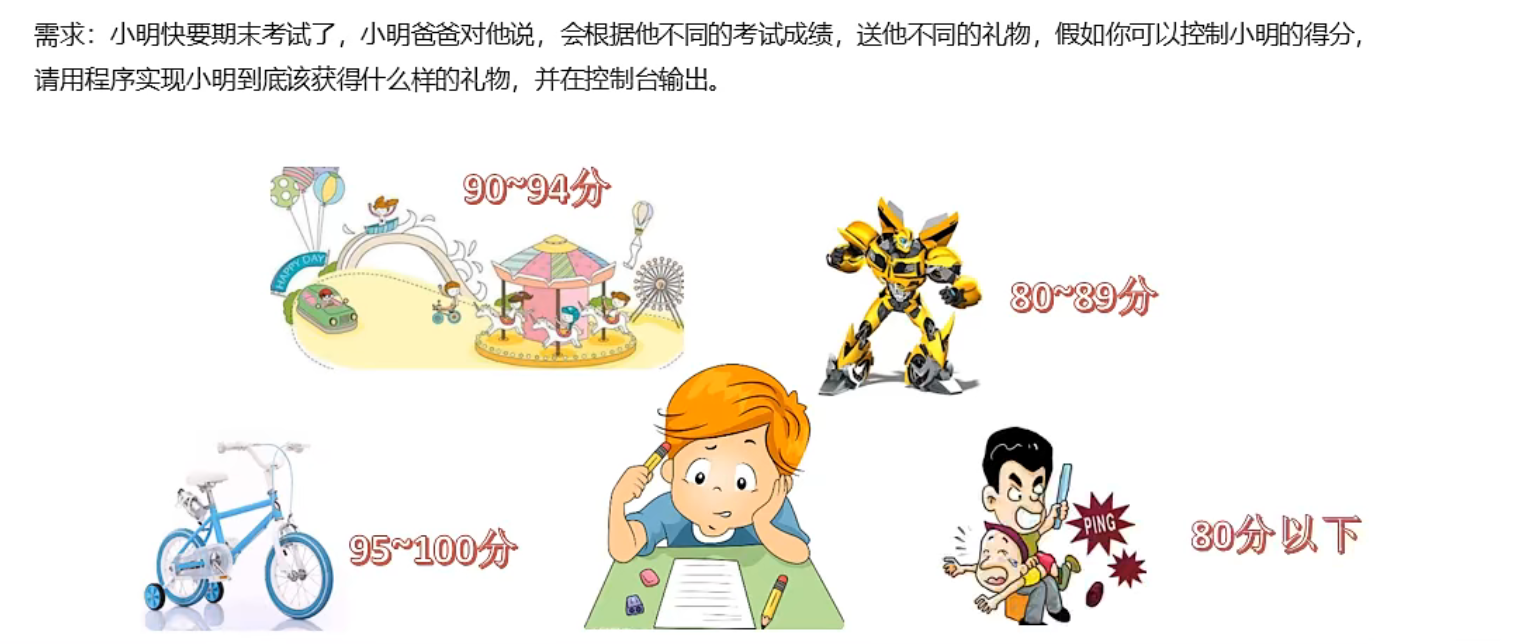 需求：小明快要期末考试了，小明爸爸对他说，会根据他不同的考试成绩，送他不同的礼物，假如你可以控制小明的得分，
请用程序实现小明到底该获得什么样的礼物，并在控制台输出。
90~94分
HAPPY DAY
80~89分
95~100分
PING
80分以下